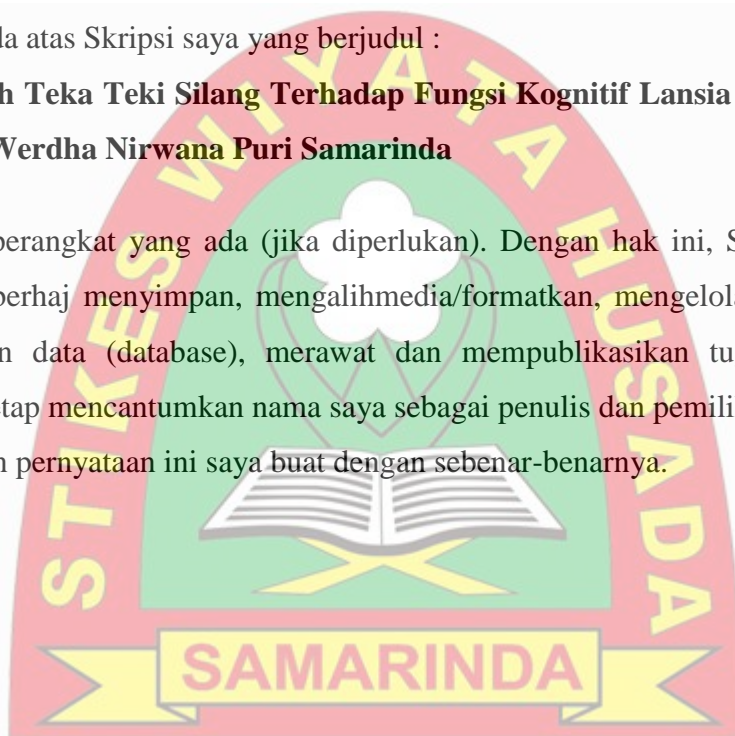 da atas Skripsi saya yang berjudul :
h Teka Teki Silang Terhadap Fungsi Kognitif Lansia
Werdha Nirwana Puri Samarinda
perangkat yang ada (jika diperlukan). Dengan hak ini, S
berhaj menyimpan, mengalihmedia/formatkan, mengelola
n data (database), merawat dan mempublikasikan tu
etap mencantumkan nama saya sebagai penulis dan pemili
n pernyataan ini saya buat dengan sebenar-benarnya.
STIKES WIYATA HUSADA
SAMARINDA